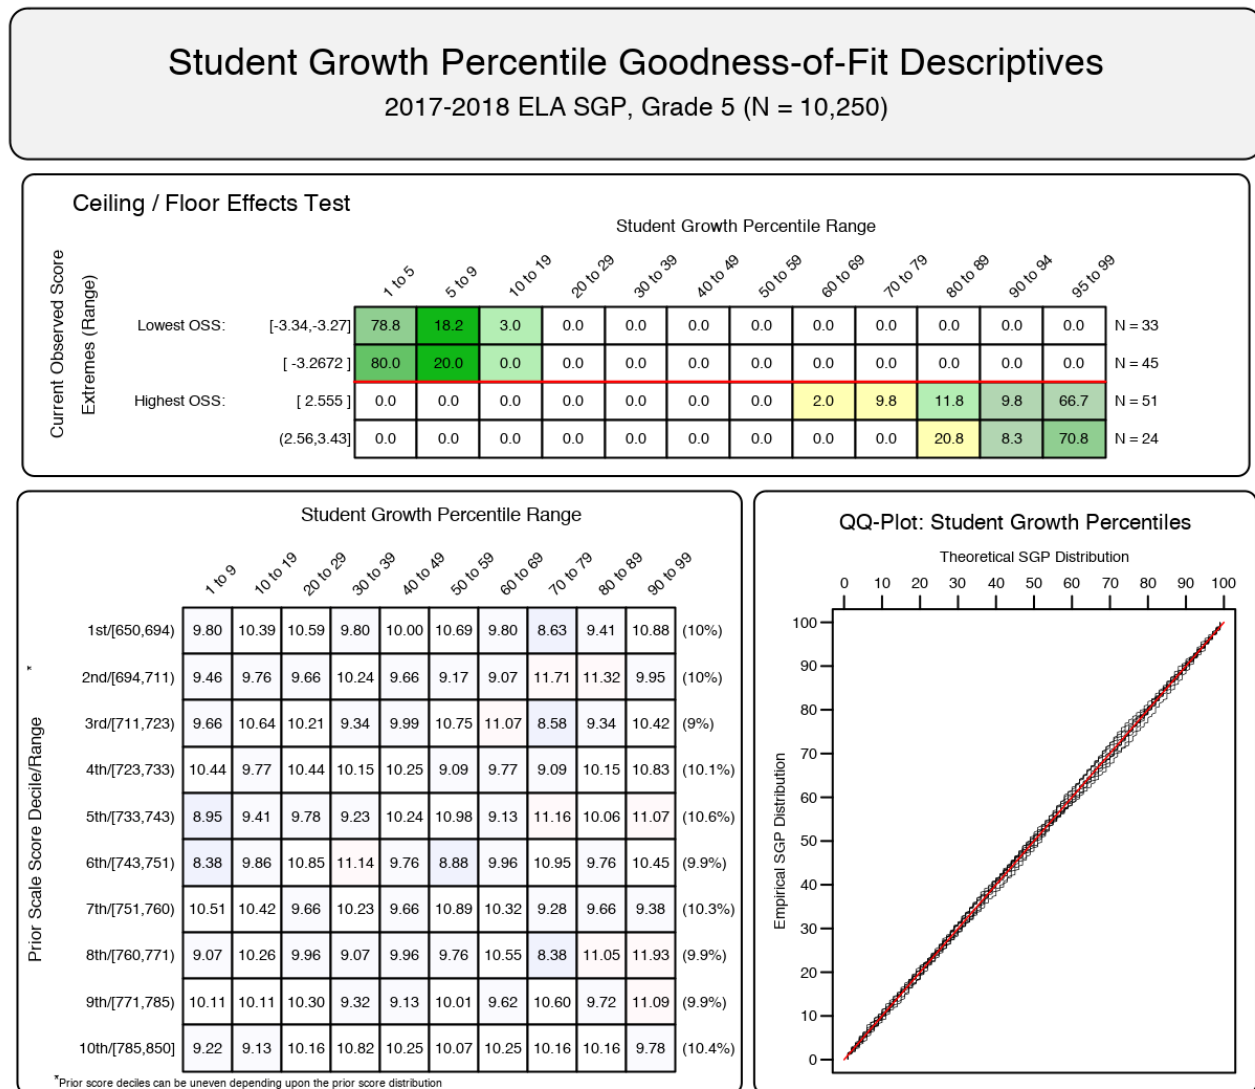 Student Growth Percentile Goodness-of-Fit Descriptives
2017-2018 ELA SGP, Grade 5 (N = 10,250)
Ceiling / Floor Effects Test
Student Growth Percentile Range
Current Observed Score
Extremes (Range)
1 to 5 5 to 9 10 to 19 20 to 29 30 to 39 40 to 49 50 to 59 60 to 69 70 to 79 80 to 89 90 to 94 95 to 99
Lowest OSS: [-3.34,-3.27] 78.8 18.2 3.0 0.0 0.0 0.0 0.0 0.0 0.0 0.0 0.0 0.0 N = 33
[ -3.2672 ] 80.0 20.0 0.0 0.0 0.0 0.0 0.0 0.0 0.0 0.0 0.0 0.0 N = 45
Highest OSS: [ 2.555 ] 0.0 0.0 0.0 0.0 0.0 0.0 0.0 2.0 9.8 11.8 9.8 66.7 N = 51
(2.56,3.43] 0.0 0.0 0.0 0.0 0.0 0.0 0.0 0.0 0.0 20.8 8.3 70.8 N = 24
Student Growth Percentile Range
Prior Scale Score Decile/Range *
1 to 9 10 to 19 20 to 29 30 to 39 40 to 49 50 to 59 60 to 69 70 to 79 80 to 89 90 to 99
1st/[650,694) 9.80 10.39 10.59 9.80 10.00 10.69 9.80 8.63 9.41 10.88 (10%)
2nd/[694,711) 9.46 9.76 9.66 10.24 9.66 9.17 9.07 11.71 11.32 9.95 (10%)
3rd/[711,723) 9.66 10.64 10.21 9.34 9.99 10.75 11.07 8.58 9.34 10.42 (9%)
4th/[723,733) 10.44 9.77 10.44 10.15 10.25 9.09 9.77 9.09 10.15 10.83 (10.1%)
5th/[733,743) 8.95 9.41 9.78 9.23 10.24 10.98 9.13 11.16 10.06 11.07 (10.6%)
6th/[743,751) 8.38 9.86 10.85 11.14 9.76 8.88 9.96 10.95 9.76 10.45 (9.9%)
7th/[751,760) 10.51 10.42 9.66 10.23 9.66 10.89 10.32 9.28 9.66 9.38 (10.3%)
8th/[760,771) 9.07 10.26 9.96 9.07 9.96 9.76 10.55 8.38 11.05 11.93 (9.9%)
9th/[771,785) 10.11 10.11 10.30 9.32 9.13 10.01 9.62 10.60 9.72 11.09 (9.9%)
10th/[785,850] 9.22 9.13 10.16 10.82 10.25 10.07 10.25 10.16 10.16 9.78 (10.4%)
*Prior score deciles can be uneven depending upon the prior score distribution
QQ-Plot: Student Growth Percentiles
Theoretical SGP Distribution
0 10 20 30 40 50 60 70 80 90 100
Empirical SGP Distribution
100
90
80
70
60
50
40
30
20
10
0